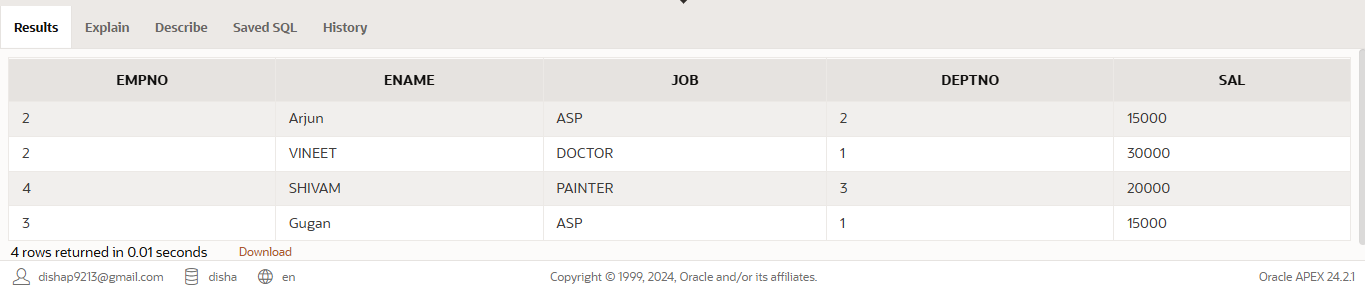 Results Explain Describe Saved SQL History
EMPNO ENAME JOB DEPTNO SAL
2 Arjun ASP 2 15000
2 VINEET DOCTOR 1 30000
4 SHIVAM PAINTER 3 20000
3 Gugan ASP 1 15000
4 rows returned in 0.01 seconds Download
dishap9213@gmail.com disha en Copyright © 1999, 2024, Oracle and/or its affiliates. Oracle APEX 24.2.1